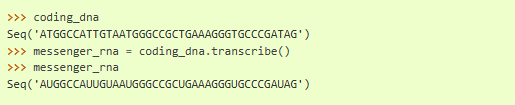 >>> coding_dna
Seq('ATGGCCATTGTAATGGGCCGCTGAAAGGGTGCCCGATAG')
>>> messenger_rna = coding_dna.transcribe()
>>> messenger_rna
Seq('AUGGCCAUUGUAAUGGGCCGCUGAAAGGGUGCCCGAUAG')